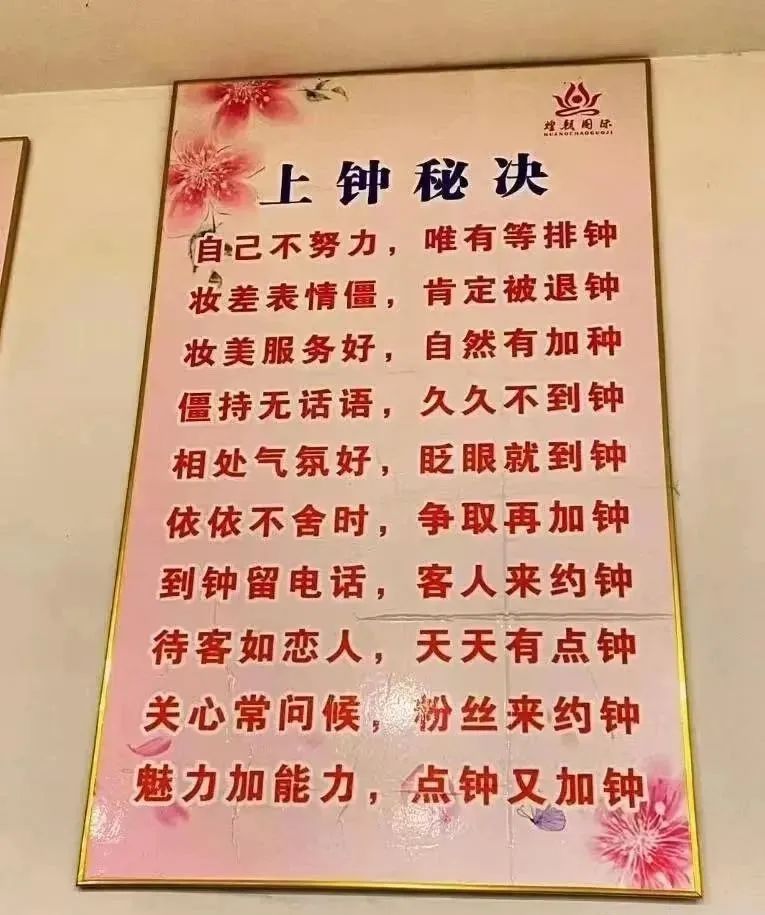 煌朝国际
HUANGCHAOGUOJI
上钟秘决
自己不努力，唯有等排钟
妆差表情僵，肯定被退钟
妆美服务好，自然有加种
僵持无话语，久久不到钟
相处气氛好，眨眼就到钟
依依不舍时，争取再加钟
到钟留电话，客人来约钟
待客如恋人，天天有点钟
关心常问候，粉丝来约钟
魅力加能力，点钟又加钟